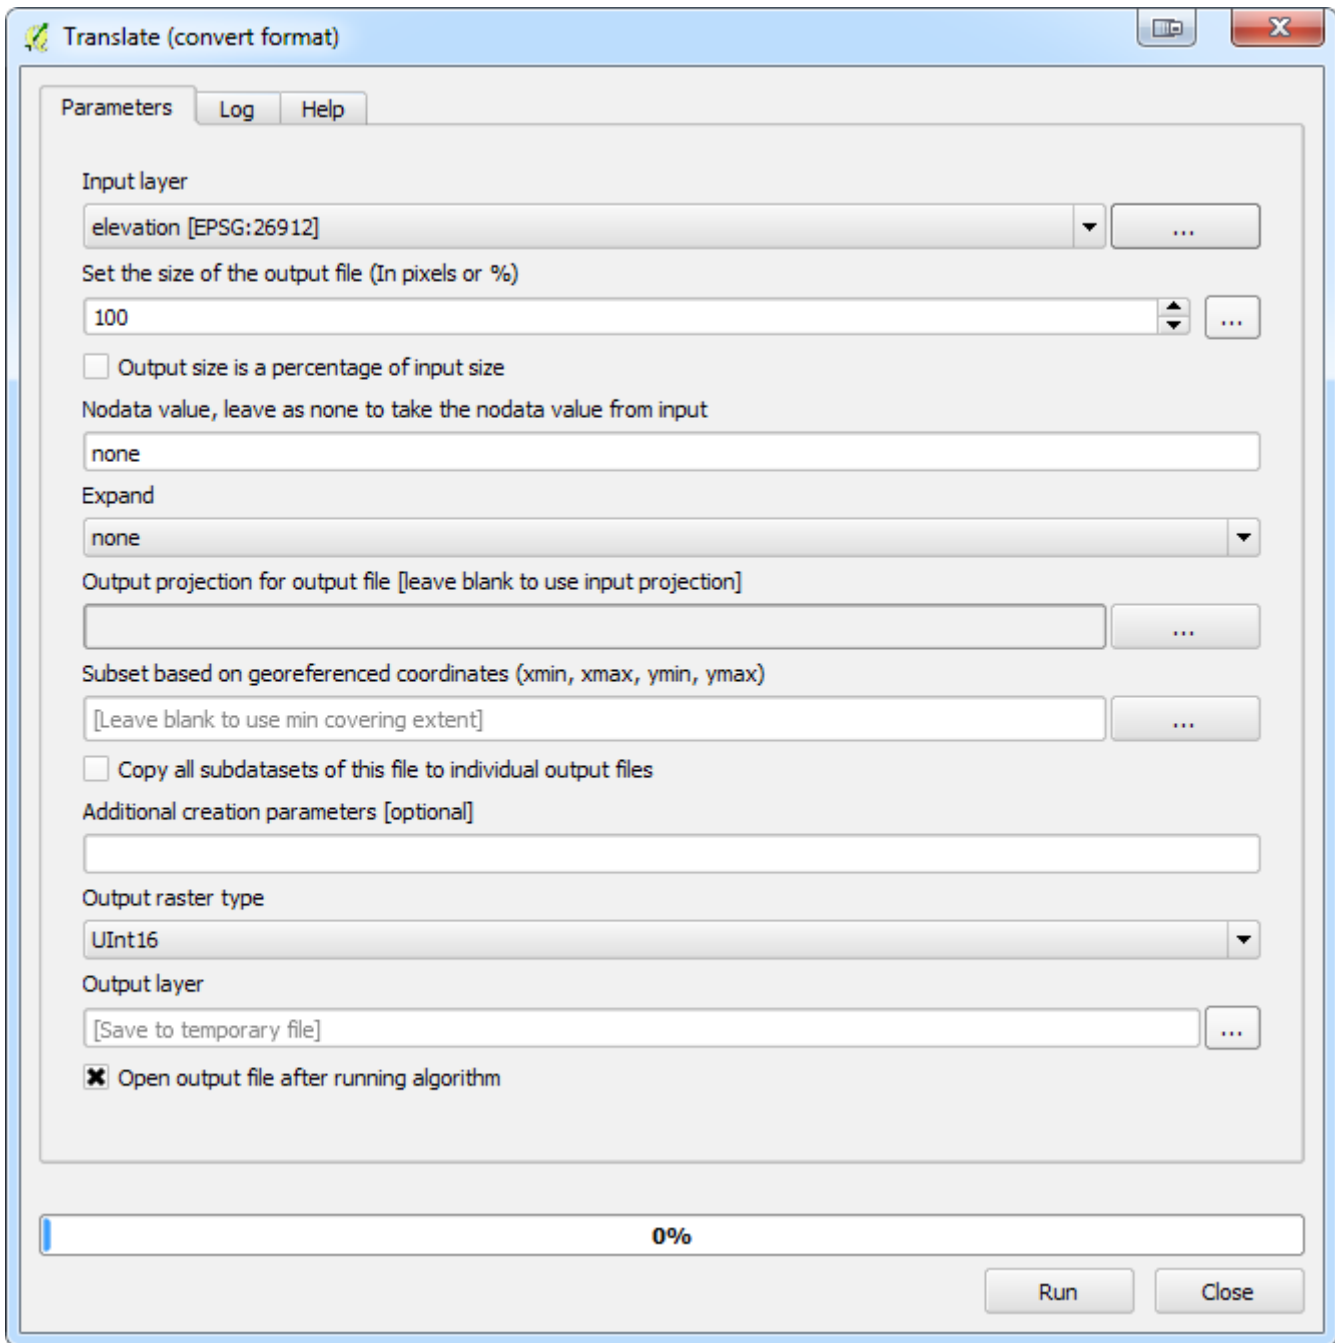 Translate (convert format)
Parameters Log Help
Input layer
elevation [EPSG:26912] ...
Set the size of the output file (In pixels or %)
100 ...
Output size is a percentage of input size
Nodata value, leave as none to take the nodata value from input
none
Expand
none
Output projection for output file [leave blank to use input projection]
...
Subset based on georeferenced coordinates (xmin, xmax, ymin, ymax)
[Leave blank to use min covering extent] ...
Copy all subdatasets of this file to individual output files
Additional creation parameters [optional]
Output raster type
UInt16
Output layer
[Save to temporary file] ...
Open output file after running algorithm
0%
Run Close